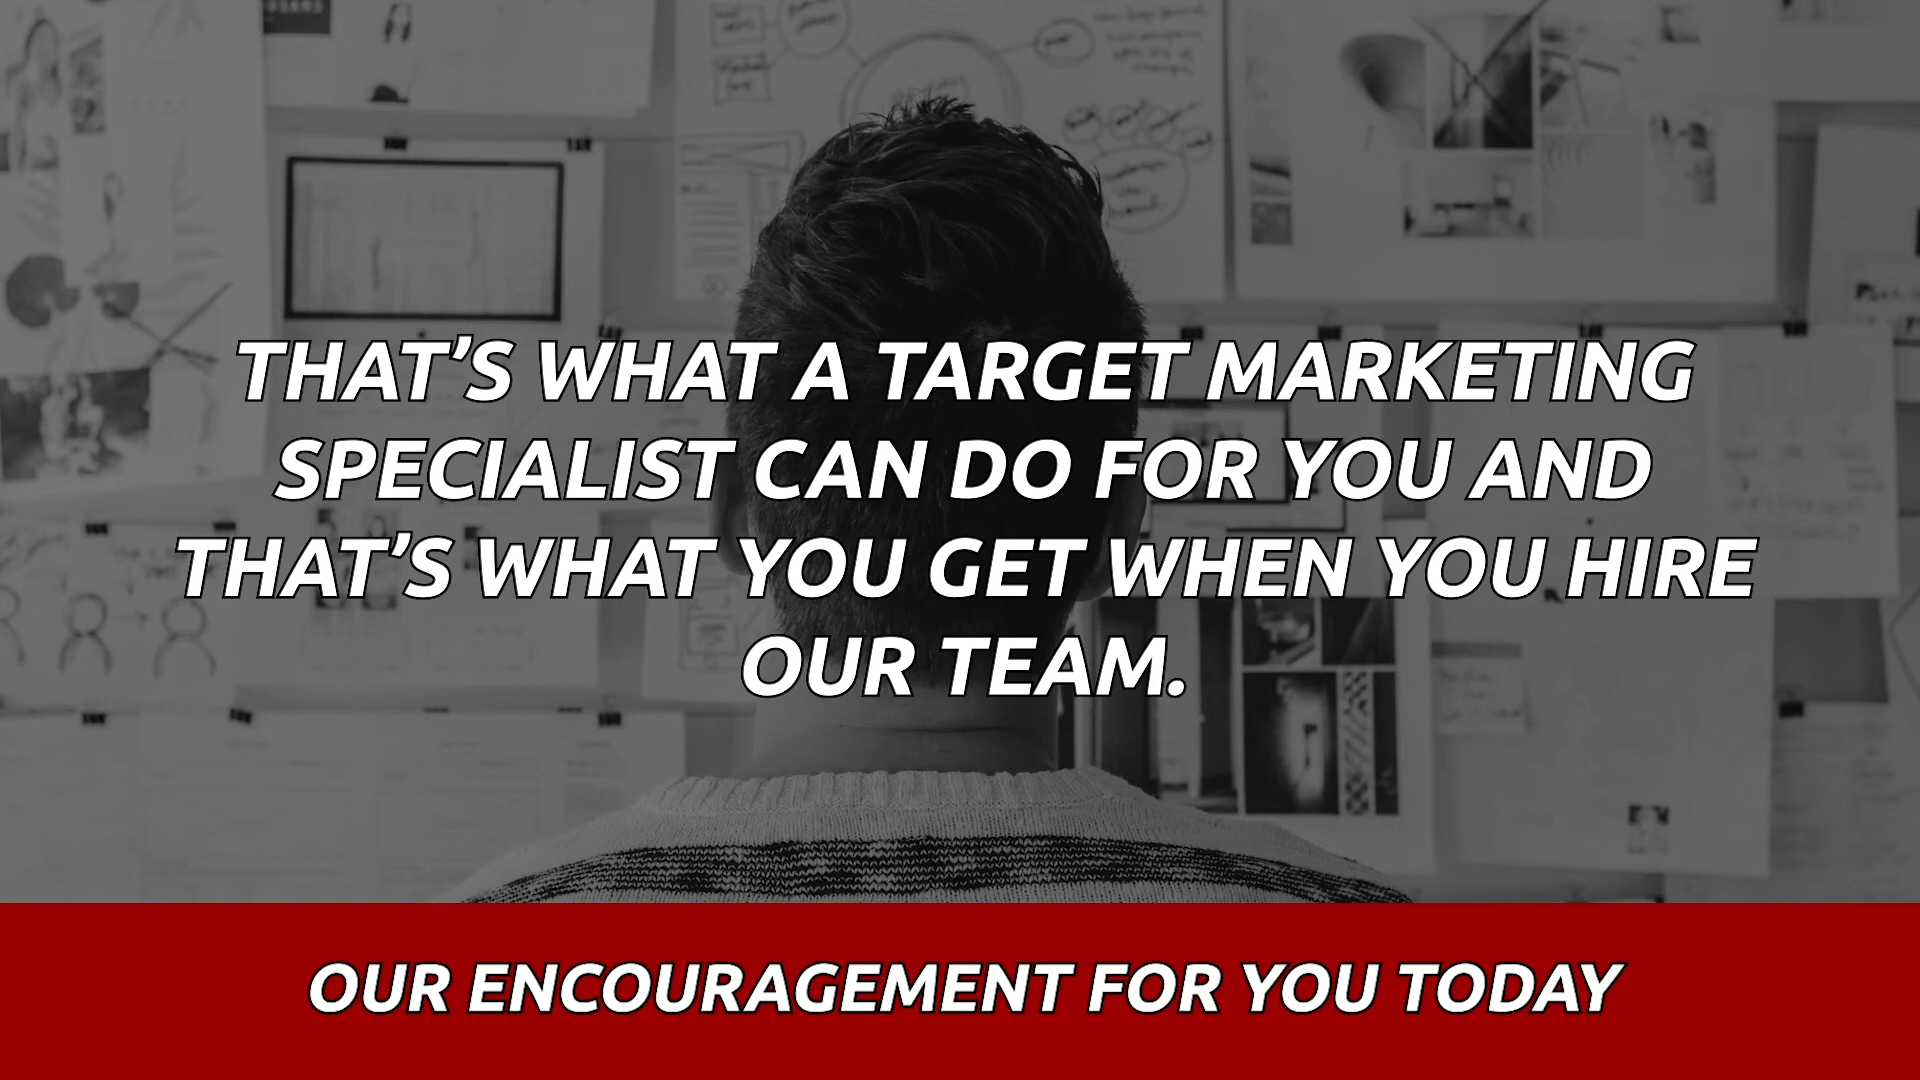 THAT’S WHAT A TARGET MARKETING
SPECIALIST CAN DO FOR YOU AND
THAT’S WHAT YOU GET WHEN YOU HIRE
OUR TEAM.
OUR ENCOURAGEMENT FOR YOU TODAY